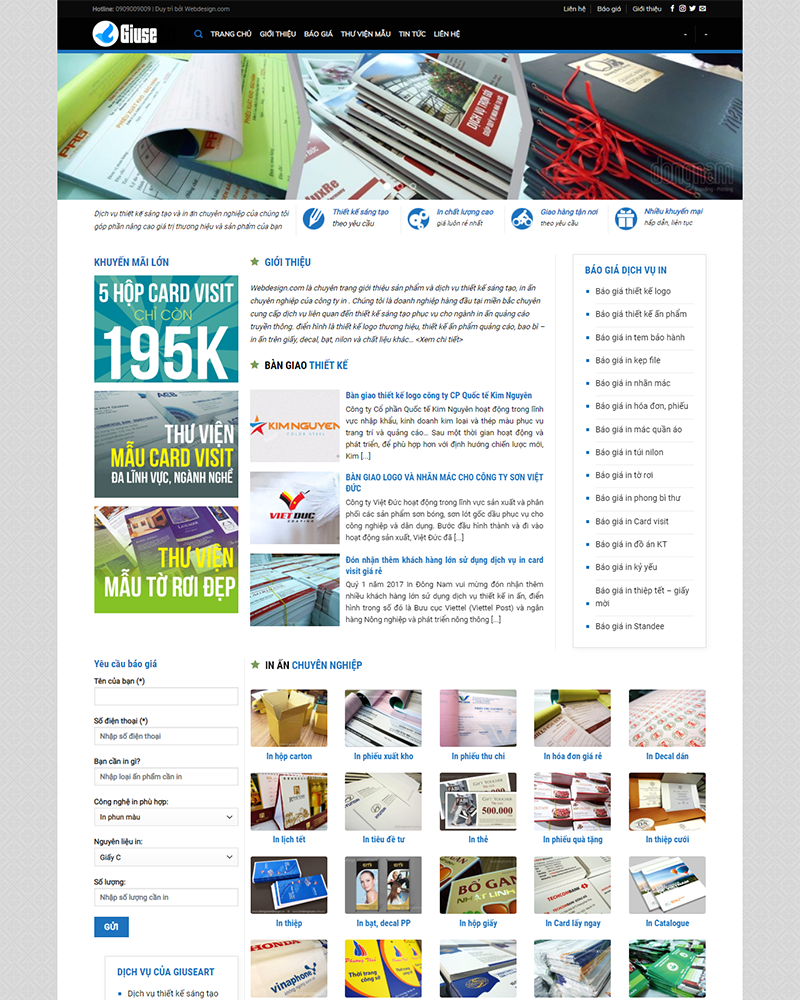 Hotline: 0909009009 | Duy trì bởi Webdesign.com
Liên hệ
Báo giá
Giới thiệu
Giuse
TRANG CHỦ
GIỚI THIỆU
BÁO GIÁ
THƯ VIỆN MẪU
TIN TỨC
LIÊN HỆ
Menu
dongnam
Dịch vụ thiết kế sáng tạo và in ấn chuyên nghiệp của chúng tôi
góp phần nâng cao giá trị thương hiệu và sản phẩm của bạn
Thiết kế sáng tạo
theo yêu cầu
In chất lượng cao
giá luôn rẻ nhất
Giao hàng tận nơi
theo yêu cầu
Nhiều khuyến mại
hấp dẫn, liên tục
KHUYẾN MÃI LỚN
5 HỘP CARD VISIT
CHỈ CÒN
195K
THƯ VIỆN
MẪU CARD VISIT
ĐA LĨNH VỰC, NGÀNH NGHỀ
THƯ VIỆN
MẪU TỜ RƠI ĐẸP
GIỚI THIỆU
Webdesign.com là chuyên trang giới thiệu sản phẩm và dịch vụ thiết kế sáng tạo, in ấn
chuyên nghiệp của công ty in . Chúng tôi là doanh nghiệp hàng đầu tại miền bắc chuyên
cung cấp dịch vụ liên quan đến thiết kế sáng tạo phục vụ cho ngành in ấn quảng cáo
truyền thông. điển hình là thiết kế logo thương hiệu, thiết kế ấn phẩm quảng cáo, bao bì –
in ấn trên giấy, decal, bạt, nilon và chất liệu khác... <Xem chi tiết>
BÀN GIAO THIẾT KẾ
KIM NGUYEN
COLOR STEEL
Bàn giao thiết kế logo công ty CP Quốc tế Kim Nguyên
Công ty Cổ phần Quốc tế Kim Nguyên hoạt động trong lĩnh
vực nhập khẩu, kinh doanh kim loại và thép màu phục vụ
trang trí và quảng cáo... Sau một thời gian hoạt động và
phát triển, để phù hợp hơn với định hướng chiến lược mới,
Kim [...]
VIET DUC
COATING
BÀN GIAO LOGO VÀ NHÃN MÁC CHO CÔNG TY SƠN VIỆT
ĐỨC
Công ty Việt Đức hoạt động trong lĩnh vực sản xuất và phân
phối các sản phẩm sơn bóng, sơn lót gốc dầu phục vụ cho
công nghiệp và dân dụng. Bước đầu hình thành và đi vào
hoạt động sản xuất, Việt Đức đã [...]
Đón nhận thêm khách hàng lớn sử dụng dịch vụ in card
visit giá rẻ
Quý 1 năm 2017 In Đông Nam vui mừng đón nhận thêm
nhiều khách hàng lớn sử dụng dịch vụ thiết kế in ấn, điển
hình trong số đó là Bưu cục Viettel (Viettel Post) và ngân
hàng Nông nghiệp và phát triển nông thông [...]
BÁO GIÁ DỊCH VỤ IN
Báo giá thiết kế logo
Báo giá thiết kế ấn phẩm
Báo giá in tem bảo hành
Báo giá in kẹp file
Báo giá in nhãn mác
Báo giá in hóa đơn, phiếu
Báo giá in mác quần áo
Báo giá in túi nilon
Báo giá in tờ rơi
Báo giá in phong bì thư
Báo giá in Card visit
Báo giá in đồ án KT
Báo giá in kỷ yếu
Báo giá in thiệp tết – giấy
mời
Báo giá in Standee
Yêu cầu báo giá
Tên của bạn (*)
Số điện thoại (*)
Nhập số điện thoại
Bạn cần in gì?
Nhập loại ấn phẩm cần in
Công nghệ in phù hợp:
In phun màu
Nguyên liệu in:
Giấy C
Số lượng:
Nhập số lượng cần in
GỬI
DỊCH VỤ CỦA GIUSEART
Dịch vụ thiết kế sáng tạo
IN ẤN CHUYÊN NGHIỆP
In hộp carton
In phiếu xuất kho
In phiếu thu chi
In hóa đơn giá rẻ
In Decal dán
GIFT VOUCHER
500.000
In lịch tết
In tiêu đề tư
In thẻ
In phiếu quà tặng
In thiệp cưới
BỔ GAN
TECHCOMBANK
In thiệp
In bạt, decal PP
In hộp giấy
In Card lấy ngay
In Catalogue
HONDA
vinaphone
Thời trang
công sở